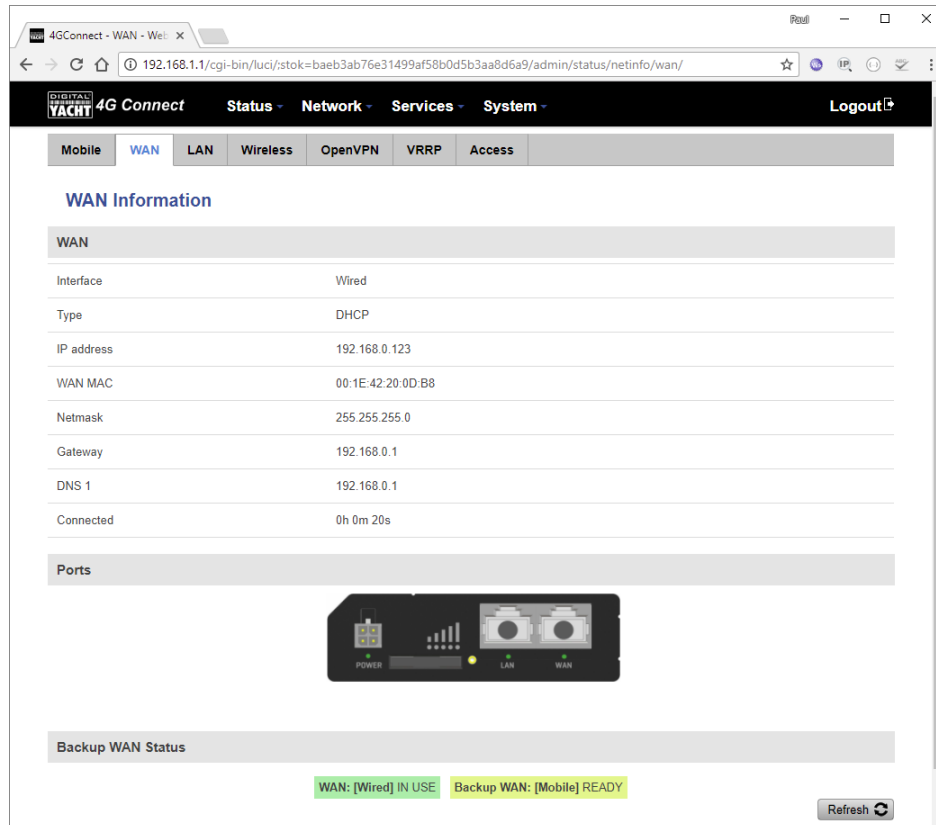 Paul
4GConnect - WAN - Web
192.168.1.1/cgi-bin/luci/;stok=baeb3ab76e31499af58b0d5b3aa8d6a9/admin/status/netinfo/wan/
DIGITAL YACHT 4G Connect Status Network Services System Logout
Mobile WAN LAN Wireless OpenVPN VRRP Access
WAN Information
WAN
Interface Wired
Type DHCP
IP address 192.168.0.123
WAN MAC 00:1E:42:20:0D:B8
Netmask 255.255.255.0
Gateway 192.168.0.1
DNS 1 192.168.0.1
Connected 0h 0m 20s
Ports
POWER LAN WAN
Backup WAN Status
WAN: [Wired] IN USE Backup WAN: [Mobile] READY
Refresh